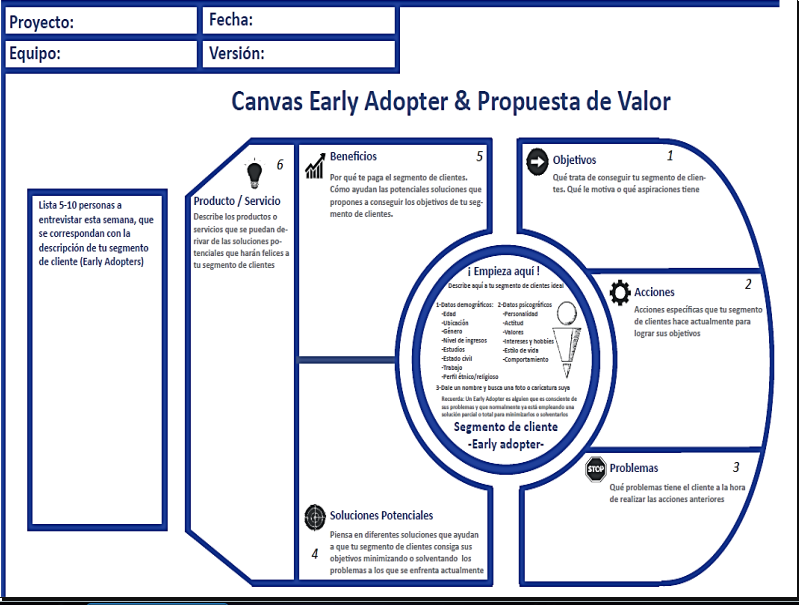 Proyecto:
Fecha:
Equipo:
Versión:
Canvas Early Adopter & Propuesta de Valor
Lista 5-10 personas a
entrevistar esta semana, que
se correspondan con la
descripción de tu segmento
de cliente (Early Adopters)
6
Producto / Servicio
Describe los productos o
servicios que se puedan de-
rivar de las soluciones po-
tenciales que harán felices a
tu segmento de clientes
Beneficios
5
Por qué te paga el segmento de clientes.
Cómo ayudan las potenciales soluciones que
propones a conseguir los objetivos de tu seg-
mento de clientes.
Objetivos
1
Qué trata de conseguir tu segmento de clien-
tes. Qué le motiva o qué aspiraciones tiene
¡ Empieza aquí !
Describe aquí a tu segmento de clientes ideal
1-Datos demográficos:
-Edad
-Ubicación
-Género
-Nivel de ingresos
-Estudios
-Estado civil
-Trabajo
-Perfil étnico/religioso
2-Datos psicográficos
-Personalidad
-Actitud
-Valores
-Intereses y hobbies
-Estilo de vida
-Comportamiento
3-Dale un nombre y busca una foto o caricatura suya
Recuerda: Un Early Adopter es alguien que es consciente de
sus problemas y que normalmente ya está empleando una
solución parcial o total para minimizarlos o solventarlos
Segmento de cliente
-Early adopter-
Acciones
2
Acciones específicas que tu segmento
de clientes hace actualmente para
lograr sus objetivos
STOP
Problemas
3
Qué problemas tiene el cliente a la hora
de realizar las acciones anteriores
Soluciones Potenciales
4
Piensa en diferentes soluciones que ayudan
a que tu segmento de clientes consiga sus
objetivos minimizando o solventando los
problemas a los que se enfrenta actualmente